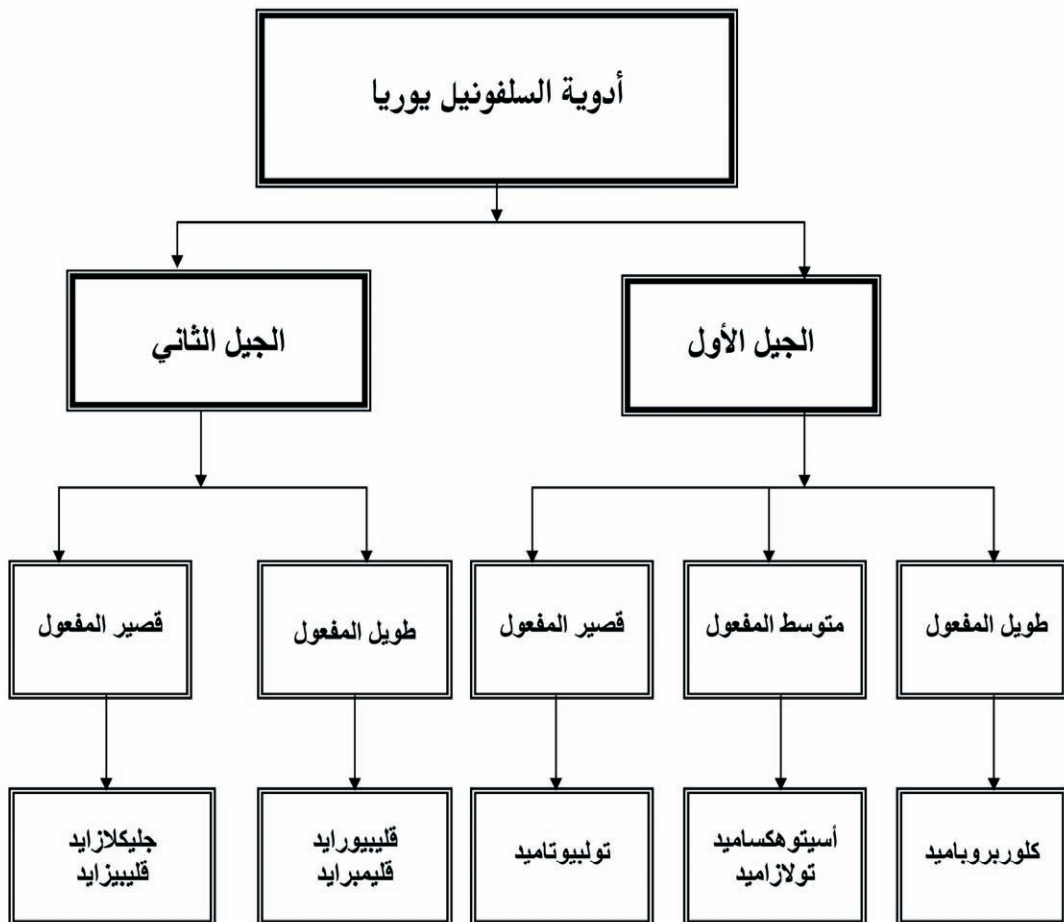 أدوية السلفونيل يوريا
الجيل الأول
الجيل الثاني
طويل المفعول
متوسط المفعول
قصير المفعول
طويل المفعول
قصير المفعول
كلوربروباميد
أسيتوهكساميد
تولازاميد
تولبيوتاميد
قليبيورايد
قليمبرايد
جليكلازايد
قليبيزايد